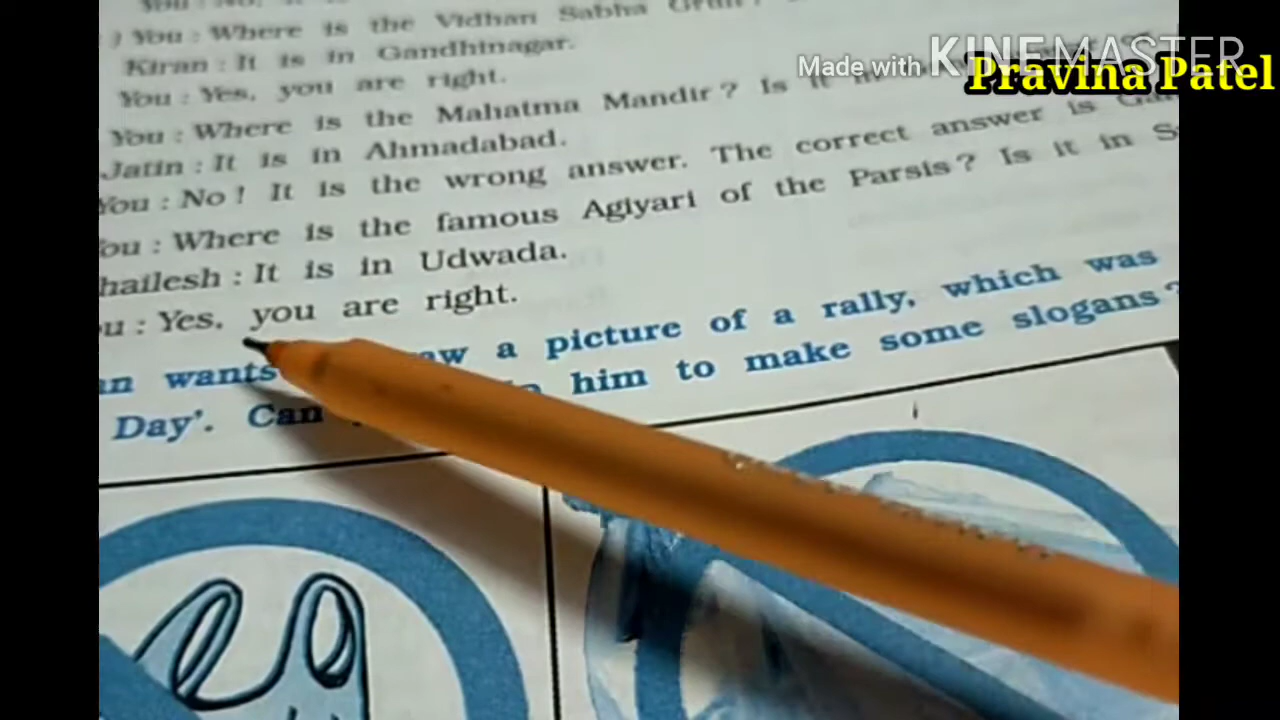 ) You : Where is the Vidhan Sabha
Kiran : It is in Gandhinagar.
You : Yes, you are right.
You : Where is the Mahatma Mandir ? Is it
Jatin : It is in Ahmadabad.
You : No ! It is the wrong answer. The correct answer is
ou : Where is the famous Agiyari of the Parsis ? Is it in
hailesh : It is in Udwada.
u : Yes, you are right.
an wants aw a picture of a rally, which was
Day'. Can him to make some slogans ?
Made with KINEMASTER
Pravina Patel